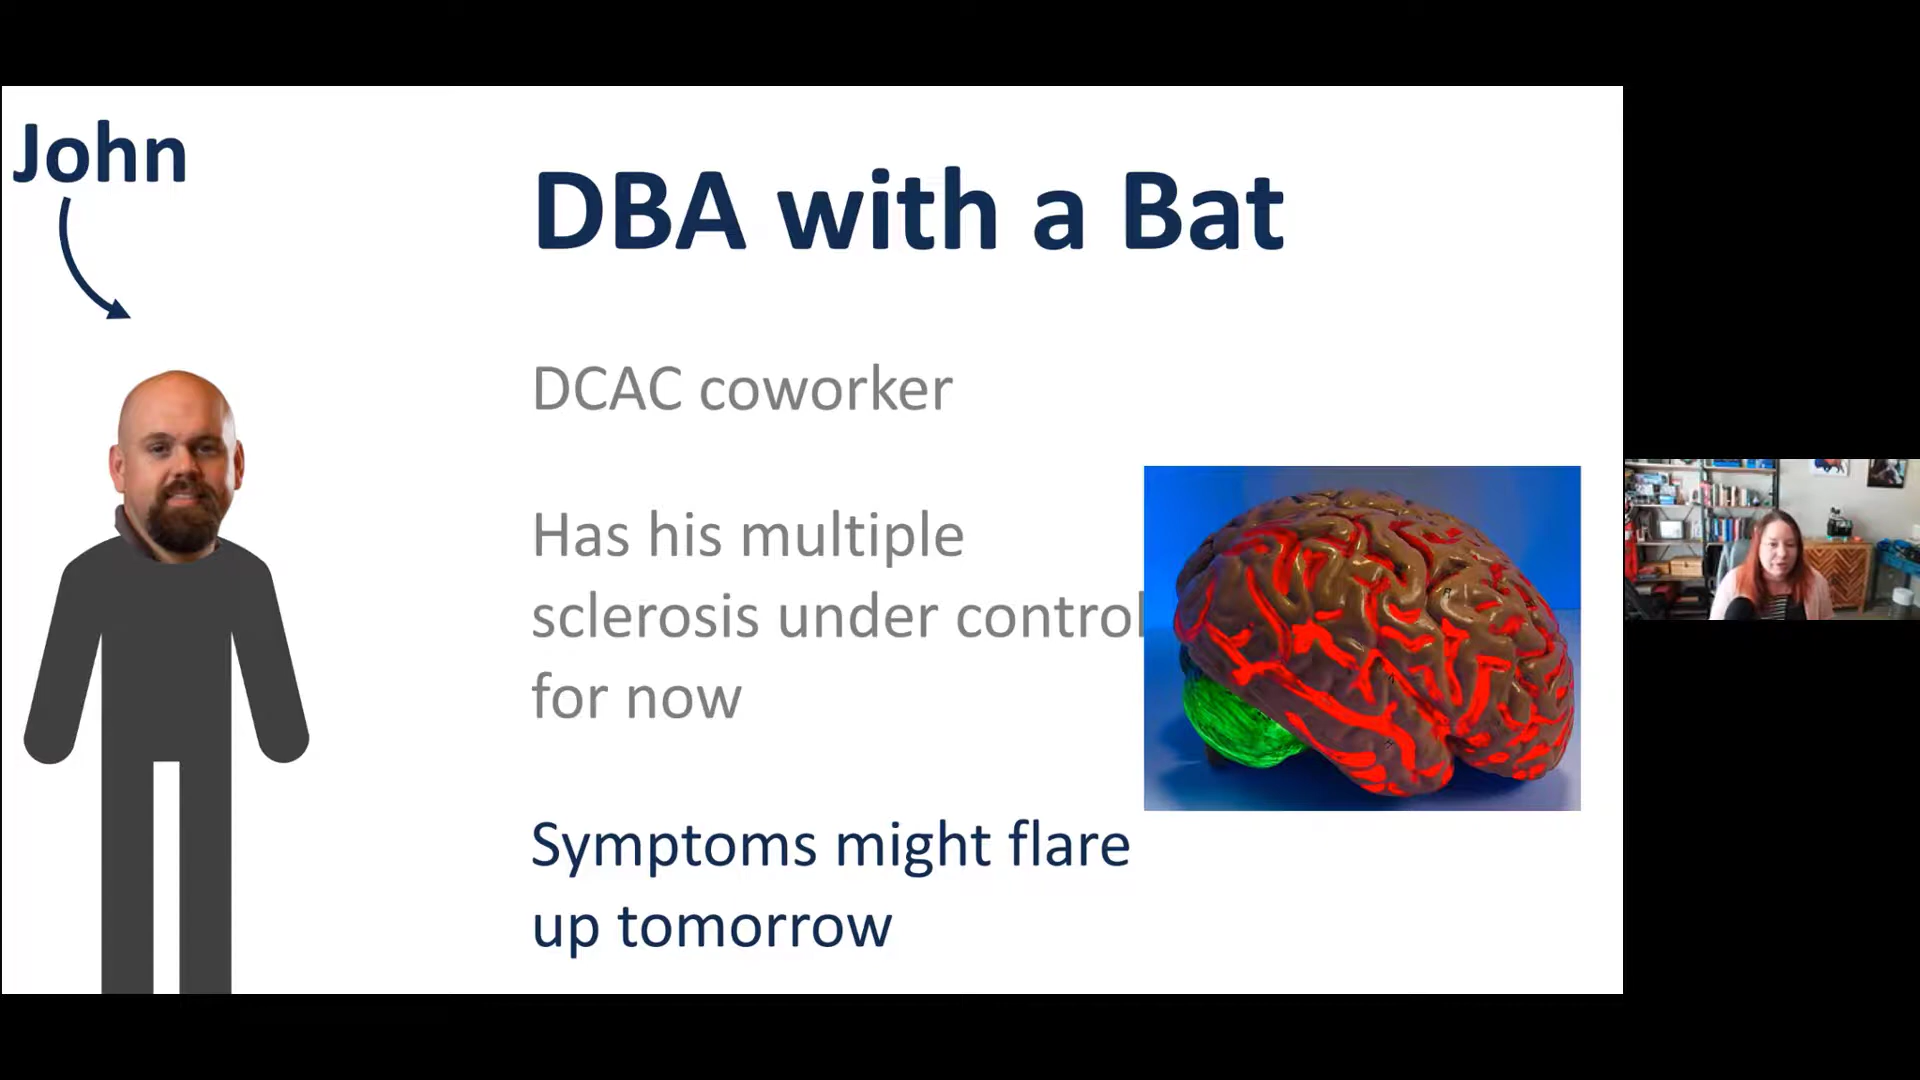 John
DBA with a Bat
DCAC coworker
Has his multiple
sclerosis under control
for now
Symptoms might flare
up tomorrow